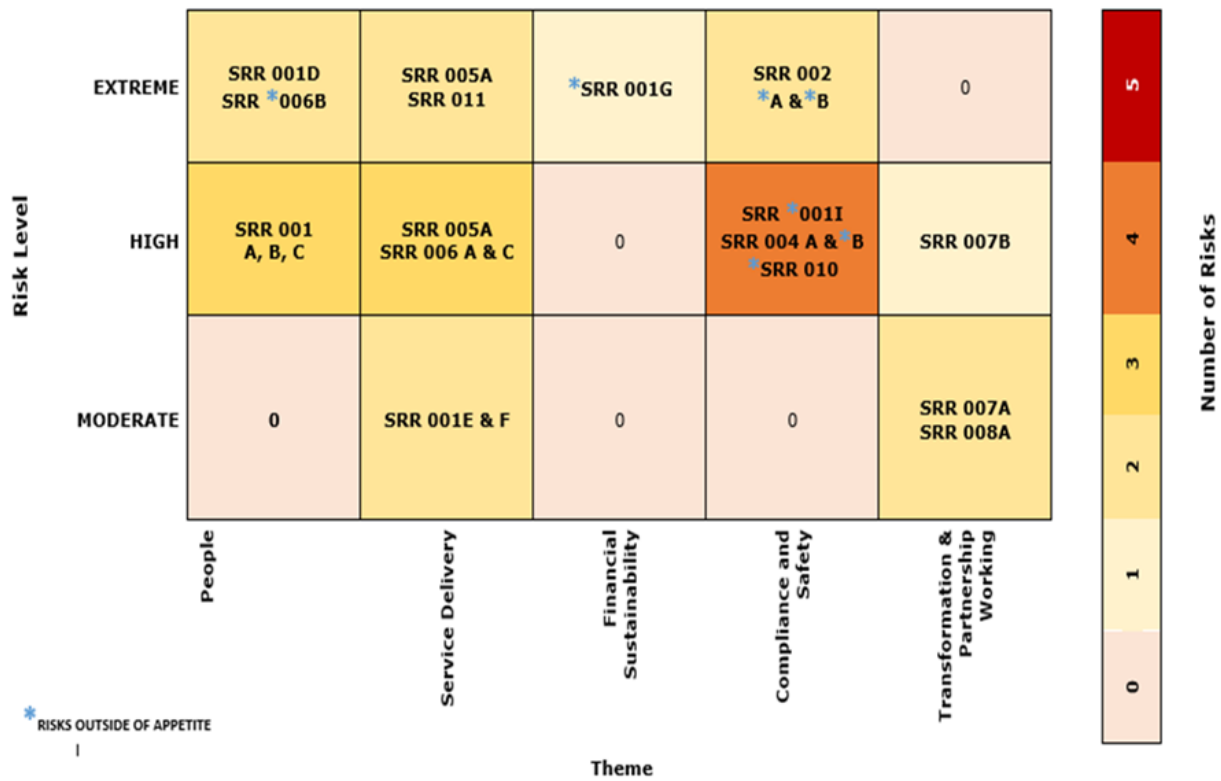 Risk Level
EXTREME
SRR 001D
SRR *006B
SRR 005A
SRR 011
*SRR 001G
SRR 002
*A & *B
0
HIGH
SRR 001
A, B, C
SRR 005A
SRR 006 A & C
0
SRR *001I
SRR 004 A & *B
*SRR 010
SRR 007B
MODERATE
0
SRR 001E & F
0
0
SRR 007A
SRR 008A
People
Service Delivery
Financial
Sustainability
Compliance and
Safety
Transformation &
Partnership
Working
Theme
5
4
3
2
1
0
Number of Risks
*RISKS OUTSIDE OF APPETITE
|